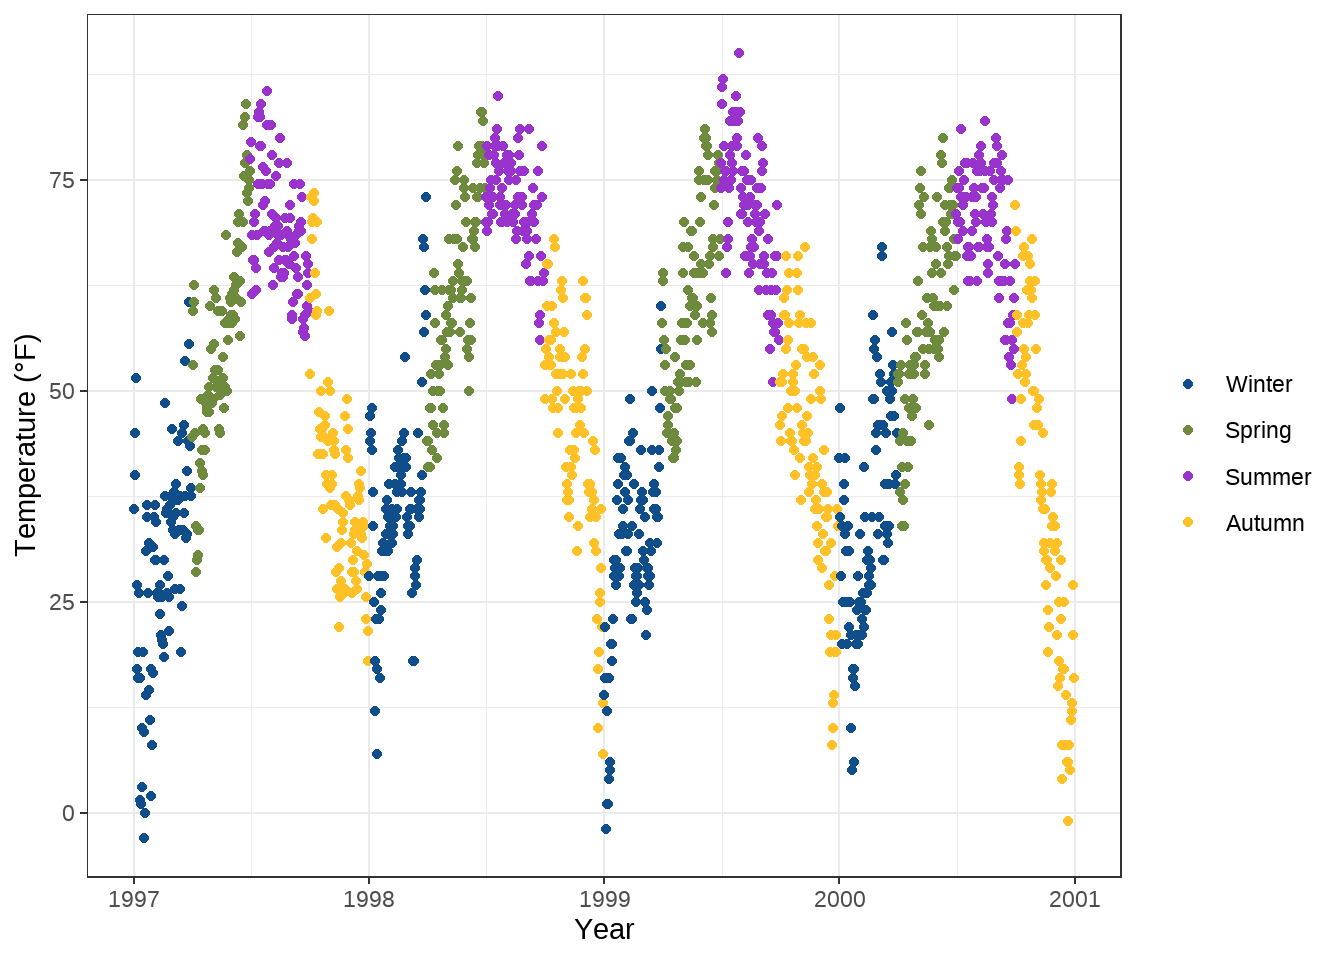 75
50
25
0
Temperature (°F)
1997 1998 1999 2000 2001
Year
Winter
Spring
Summer
Autumn